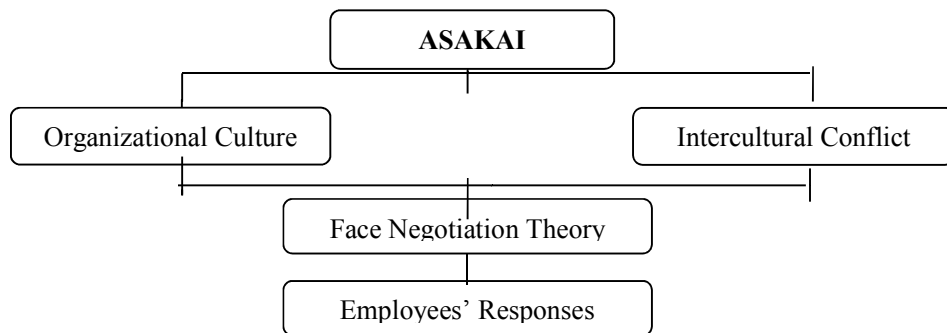 ASAKAI
Organizational Culture
Intercultural Conflict
Face Negotiation Theory
Employees’ Responses